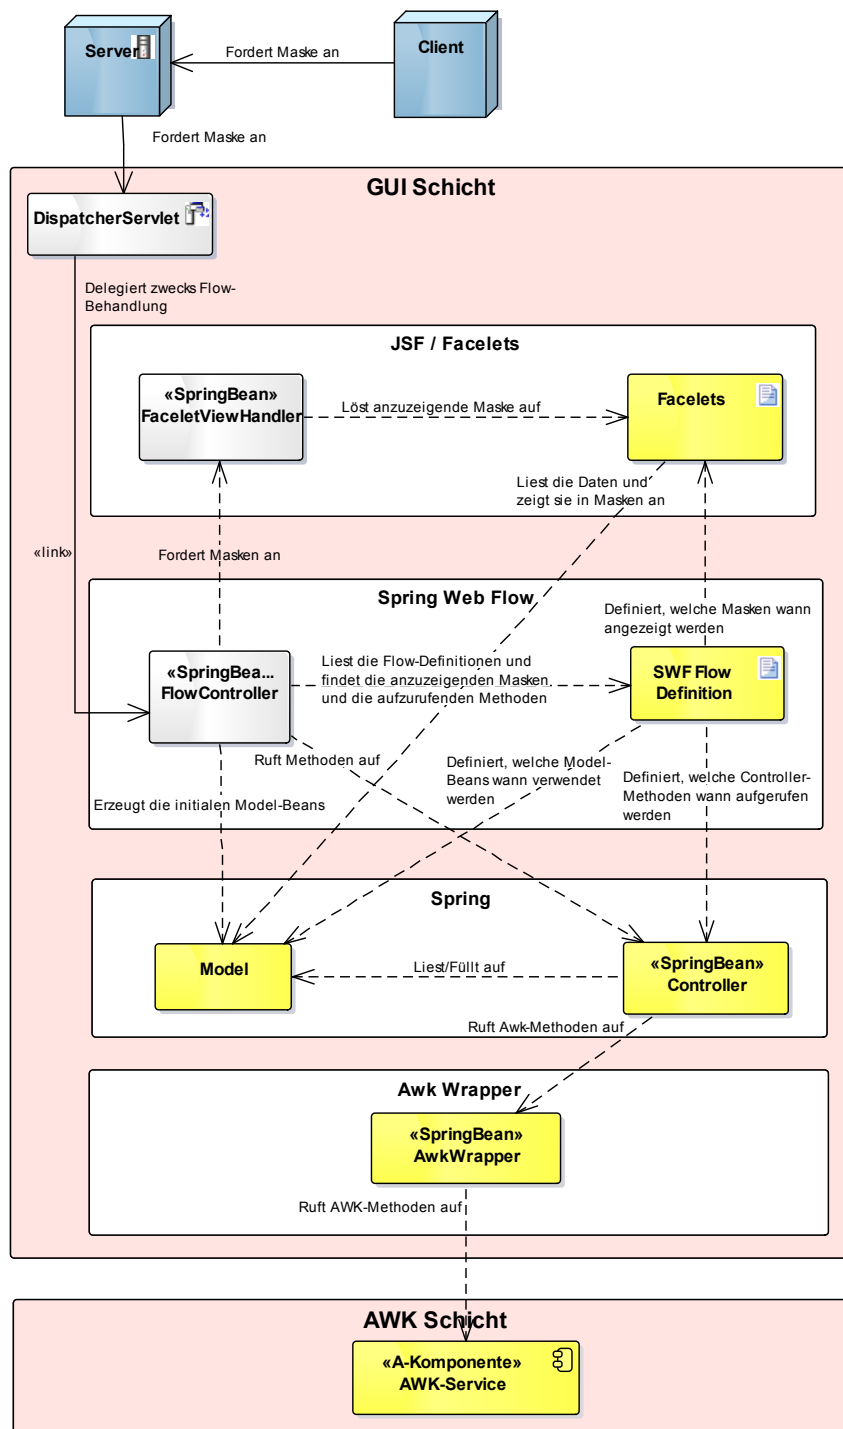 Server
Fordert Maske an
Client
Fordert Maske an
GUI Schicht
DispatcherServlet
Delegiert zwecks Flow-
Behandlung
JSF / Facelets
«SpringBean»
FaceletViewHandler
Löst anzuzeigende Maske auf
Facelets
Liest die Daten und
zeigt sie in Masken an
«link»
Fordert Masken an
Spring Web Flow
Definiert, welche Masken wann
angezeigt werden
«SpringBea...
FlowController
Liest die Flow-Definitionen und
findet die anzuzeigenden Masken
und die aufzurufenden Methoden
SWF Flow
Definition
Ruft Methoden auf
Definiert, welche Model-
Beans wann verwendet
werden
Definiert, welche Controller-
Methoden wann aufgerufen
werden
Erzeugt die initialen Model-Beans
Spring
Model
Liest/Füllt auf
«SpringBean»
Controller
Ruft Awk-Methoden auf
Awk Wrapper
«SpringBean»
AwkWrapper
Ruft AWK-Methoden auf
AWK Schicht
«A-Komponente»
AWK-Service